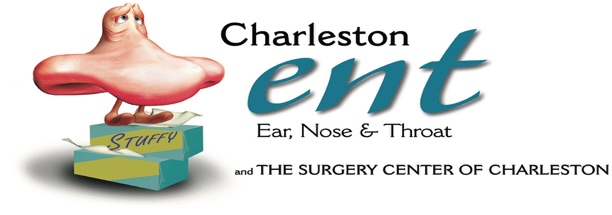 Charleston
ent
Ear, Nose & Throat
and THE SURGERY CENTER OF CHARLESTON
STUFFY